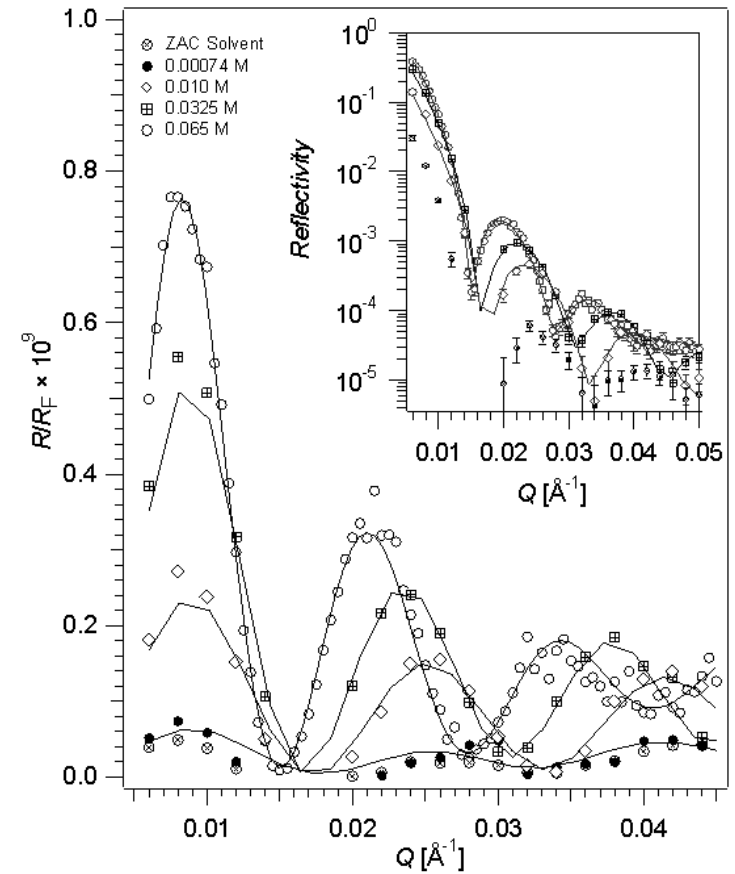 1.0
0.8
0.6
0.4
0.2
0.0
R/R_F × 10^9
ZAC Solvent
0.00074 M
0.010 M
0.0325 M
0.065 M
0.01 0.02 0.03 0.04
Q [Å^-1]
10^0
10^-1
10^-2
10^-3
10^-4
10^-5
Reflectivity
0.01 0.02 0.03 0.04 0.05
Q [Å^-1]